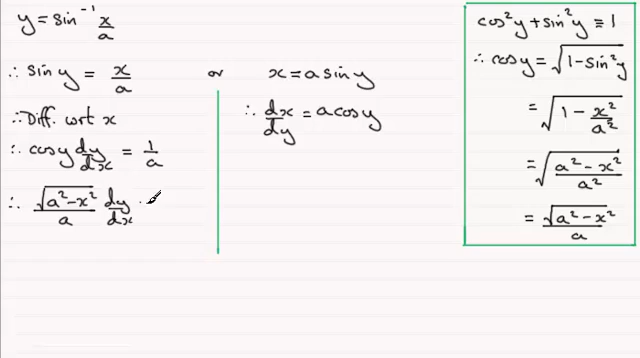 y = sin⁻¹ x/a
∴ sin y = x/a or x = a sin y
∴ Diff. wrt x
∴ cos y dy/dx = 1/a
∴ √(a² - x²)/a dy/dx
∴ dx/dy = a cos y
cos²y + sin²y ≡ 1
∴ cos y = √(1 - sin²y)
= √(1 - x²/a²)
= √((a² - x²)/a²)
= √(a² - x²)/a